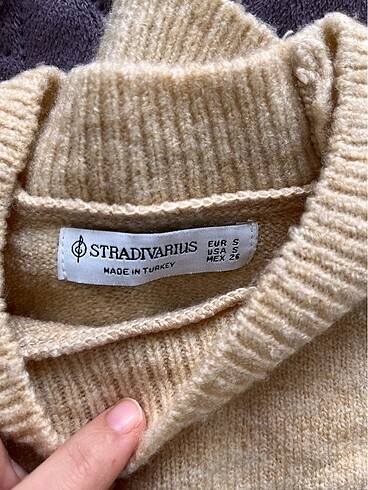 STRADIVARIUS
MADE IN TURKEY
EUR S
USA S
MEX 26